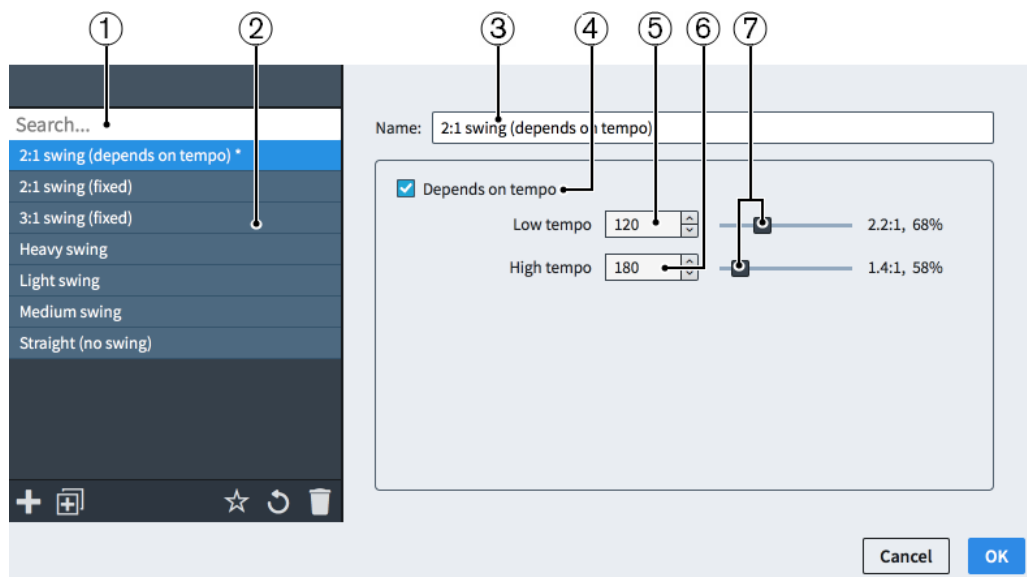 ① ② ③ ④ ⑤ ⑥ ⑦
Search...
Name: 2:1 swing (depends on tempo)
2:1 swing (depends on tempo) *
2:1 swing (fixed)
3:1 swing (fixed)
Heavy swing
Light swing
Medium swing
Straight (no swing)
Depends on tempo
Low tempo 120 2.2:1, 68%
High tempo 180 1.4:1, 58%
Cancel OK